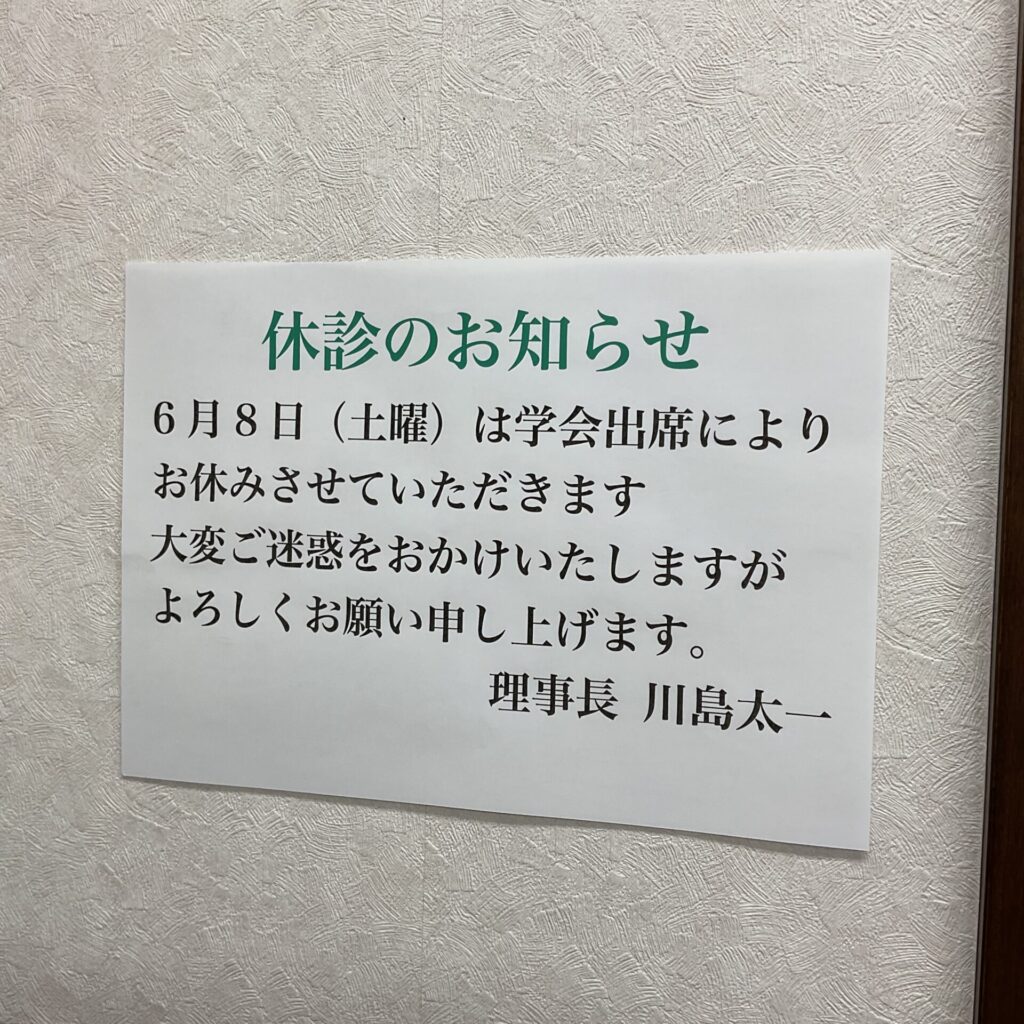 休診のお知らせ
６月８日（土曜）は学会出席により
お休みさせていただきます
大変ご迷惑をおかけいたしますが
よろしくお願い申し上げます。
理事長 川島太一